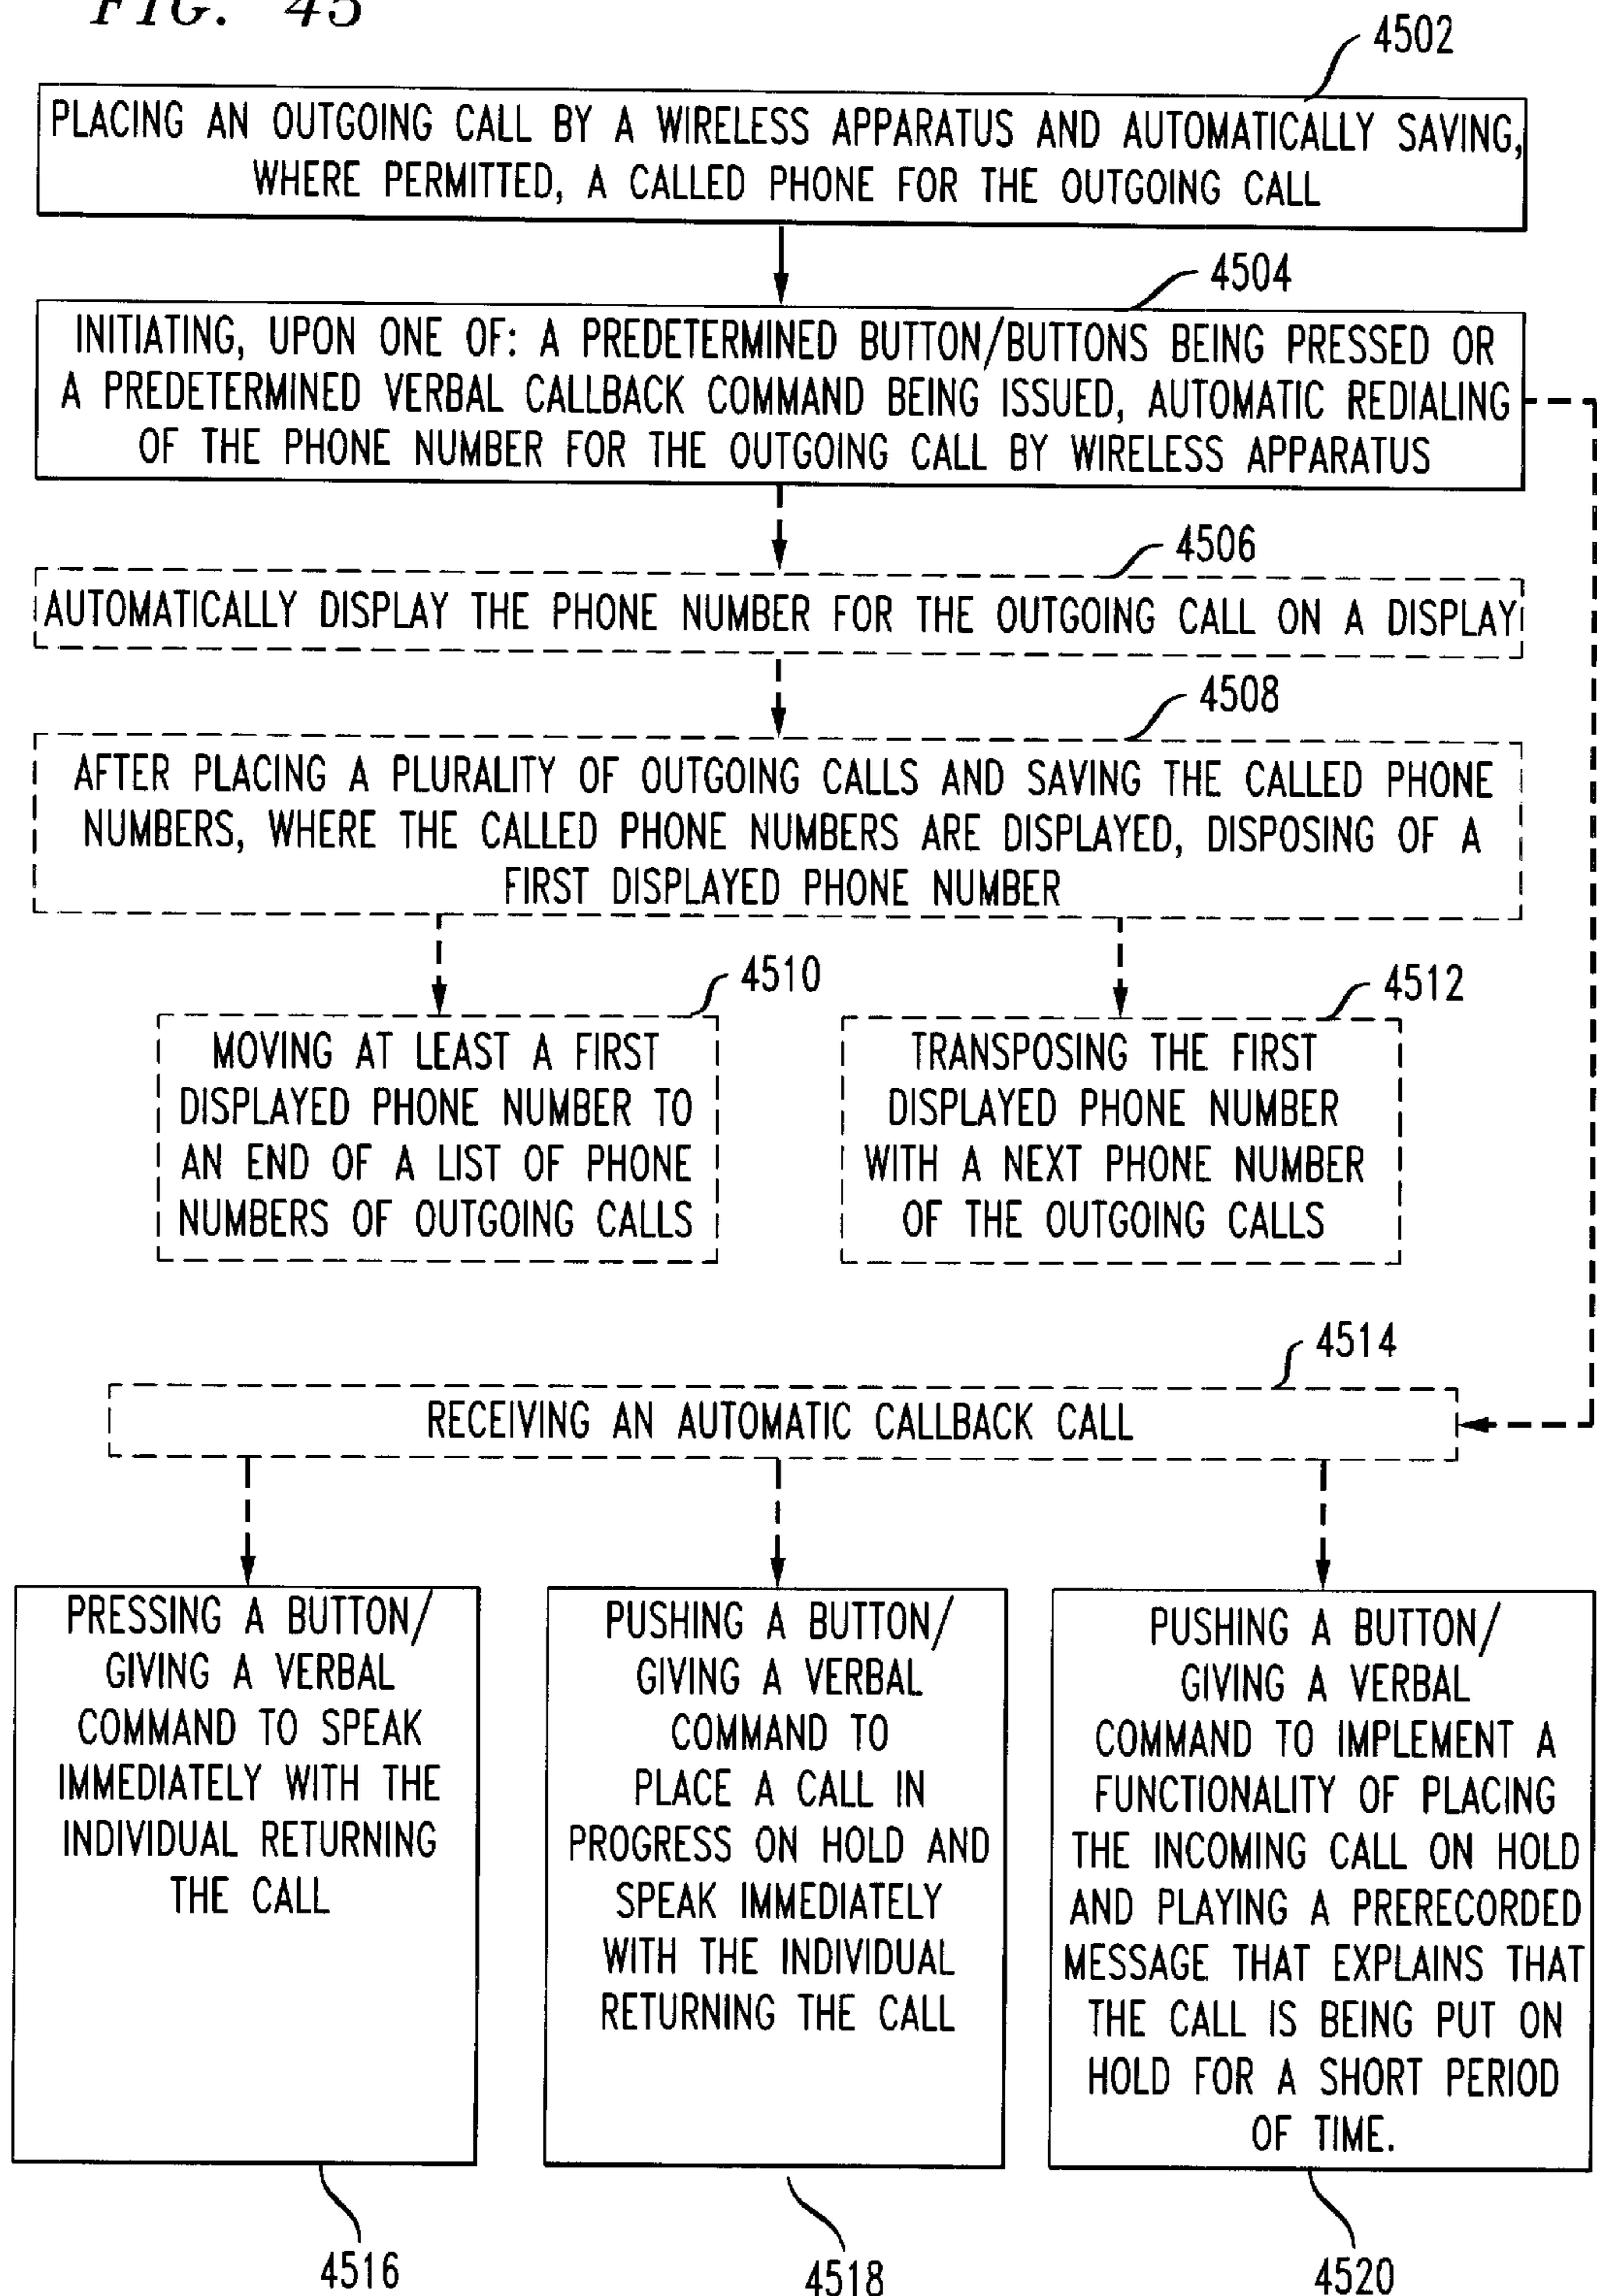 FIG. 45
4502
PLACING AN OUTGOING CALL BY A WIRELESS APPARATUS AND AUTOMATICALLY SAVING,
WHERE PERMITTED, A CALLED PHONE FOR THE OUTGOING CALL
4504
INITIATING, UPON ONE OF: A PREDETERMINED BUTTON/BUTTONS BEING PRESSED OR
A PREDETERMINED VERBAL CALLBACK COMMAND BEING ISSUED, AUTOMATIC REDIALING
OF THE PHONE NUMBER FOR THE OUTGOING CALL BY WIRELESS APPARATUS
4506
AUTOMATICALLY DISPLAY THE PHONE NUMBER FOR THE OUTGOING CALL ON A DISPLAY
4508
AFTER PLACING A PLURALITY OF OUTGOING CALLS AND SAVING THE CALLED PHONE
NUMBERS, WHERE THE CALLED PHONE NUMBERS ARE DISPLAYED, DISPOSING OF A
FIRST DISPLAYED PHONE NUMBER
4510
MOVING AT LEAST A FIRST
DISPLAYED PHONE NUMBER TO
AN END OF A LIST OF PHONE
NUMBERS OF OUTGOING CALLS
4512
TRANSPOSING THE FIRST
DISPLAYED PHONE NUMBER
WITH A NEXT PHONE NUMBER
OF THE OUTGOING CALLS
4514
RECEIVING AN AUTOMATIC CALLBACK CALL
PRESSING A BUTTON/
GIVING A VERBAL
COMMAND TO SPEAK
IMMEDIATELY WITH THE
INDIVIDUAL RETURNING
THE CALL
4516
PUSHING A BUTTON/
GIVING A VERBAL
COMMAND TO
PLACE A CALL IN
PROGRESS ON HOLD AND
SPEAK IMMEDIATELY
WITH THE INDIVIDUAL
RETURNING THE CALL
4518
PUSHING A BUTTON/
GIVING A VERBAL
COMMAND TO IMPLEMENT A
FUNCTIONALITY OF PLACING
THE INCOMING CALL ON HOLD
AND PLAYING A PRERECORDED
MESSAGE THAT EXPLAINS THAT
THE CALL IS BEING PUT ON
HOLD FOR A SHORT PERIOD
OF TIME.
4520